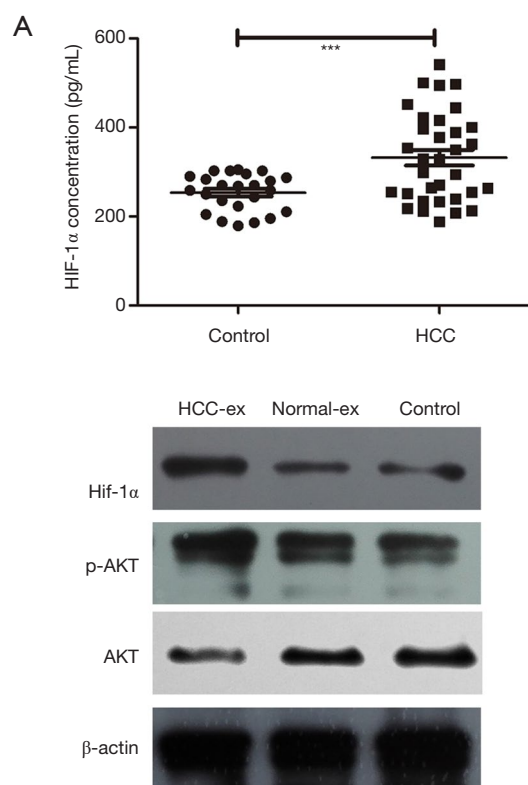 A
600
400
200
0
HIF-1α concentration (pg/mL)
***
Control HCC
HCC-ex Normal-ex Control
Hif-1α
p-AKT
AKT
β-actin